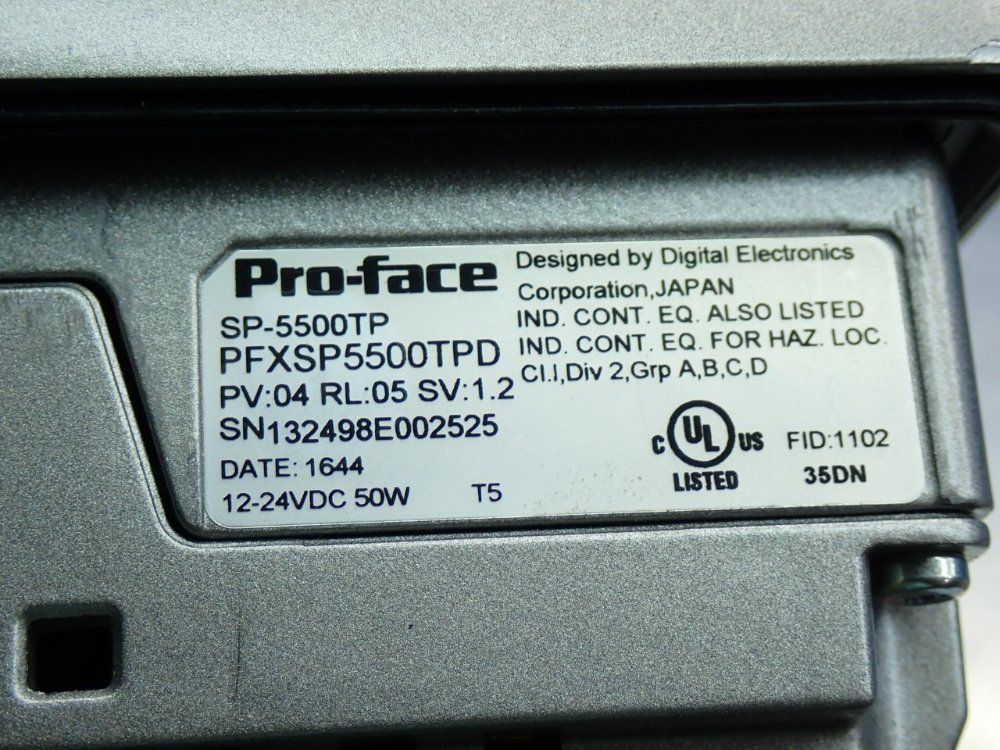 Pro-face
SP-5500TP
PFXSP5500TPD
PV:04 RL:05 SV:1.2
SN132498E002525
DATE: 1644
12-24VDC 50W T5
Designed by Digital Electronics
Corporation,JAPAN
IND. CONT. EQ. ALSO LISTED
IND. CONT. EQ. FOR HAZ. LOC.
Cl.I,Div 2,Grp A,B,C,D
C UL US
LISTED
FID:1102
35DN